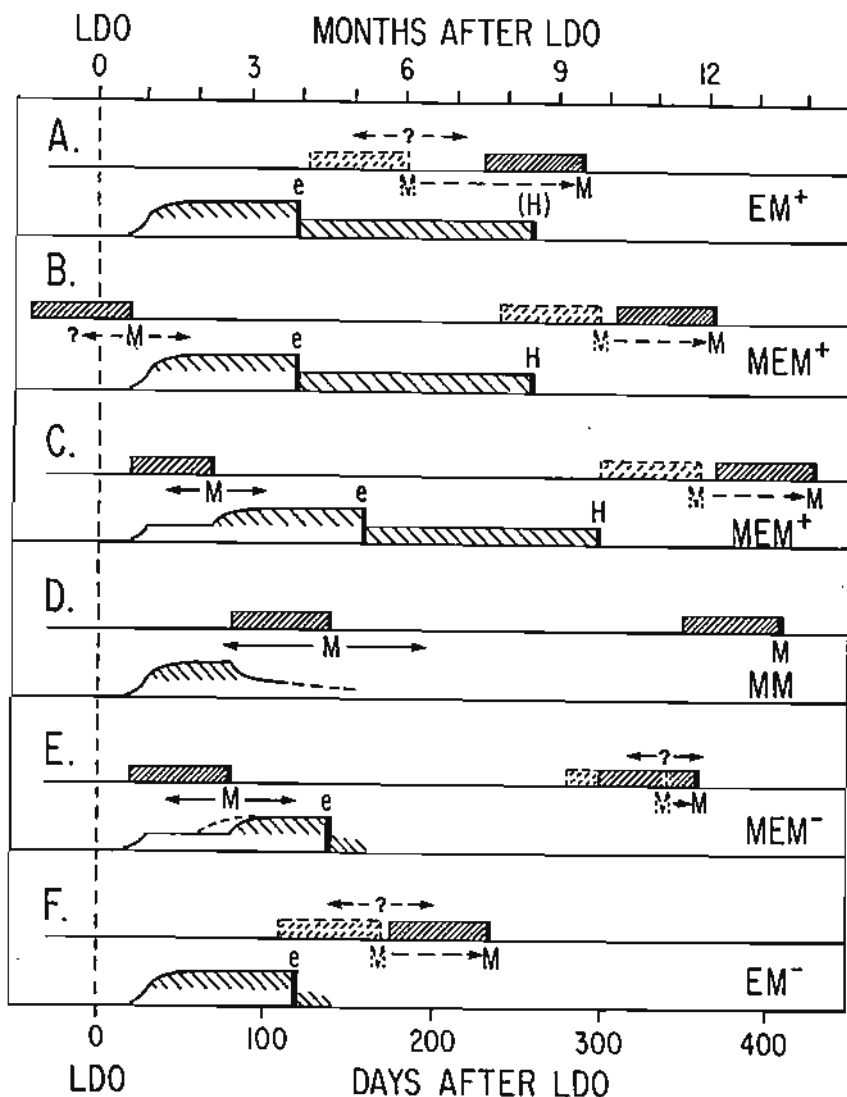 LDO MONTHS AFTER LDO
0 3 6 9 12
A.
?
M M
e (H) EM+
B.
? M M M
e H MEM+
C.
M M M
e H MEM+
D.
M M
MM
E.
?
M M M
e MEM-
F.
?
M M
e EM-
0 100 200 300 400
LDO DAYS AFTER LDO